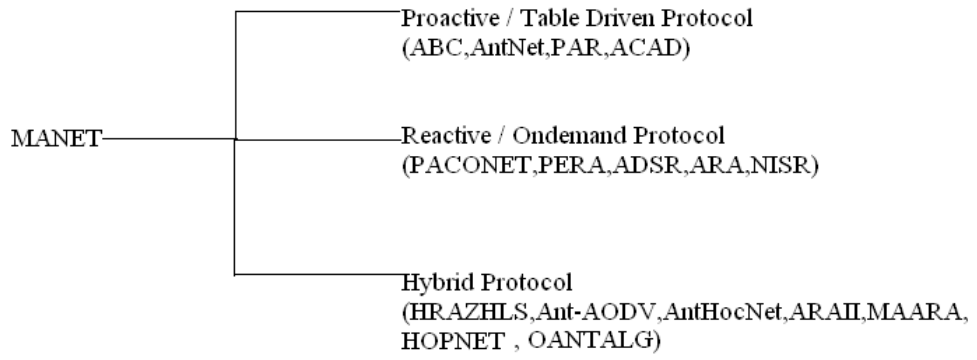 Proactive / Table Driven Protocol
(ABC,AntNet,PAR,ACAD)
MANET
Reactive / Ondemand Protocol
(PACONET,PERA,ADSR,ARA,NISR)
Hybrid Protocol
(HRAZHLS,Ant-AODV,AntHocNet,ARAII,MAARA,
HOPNET , OANTALG)